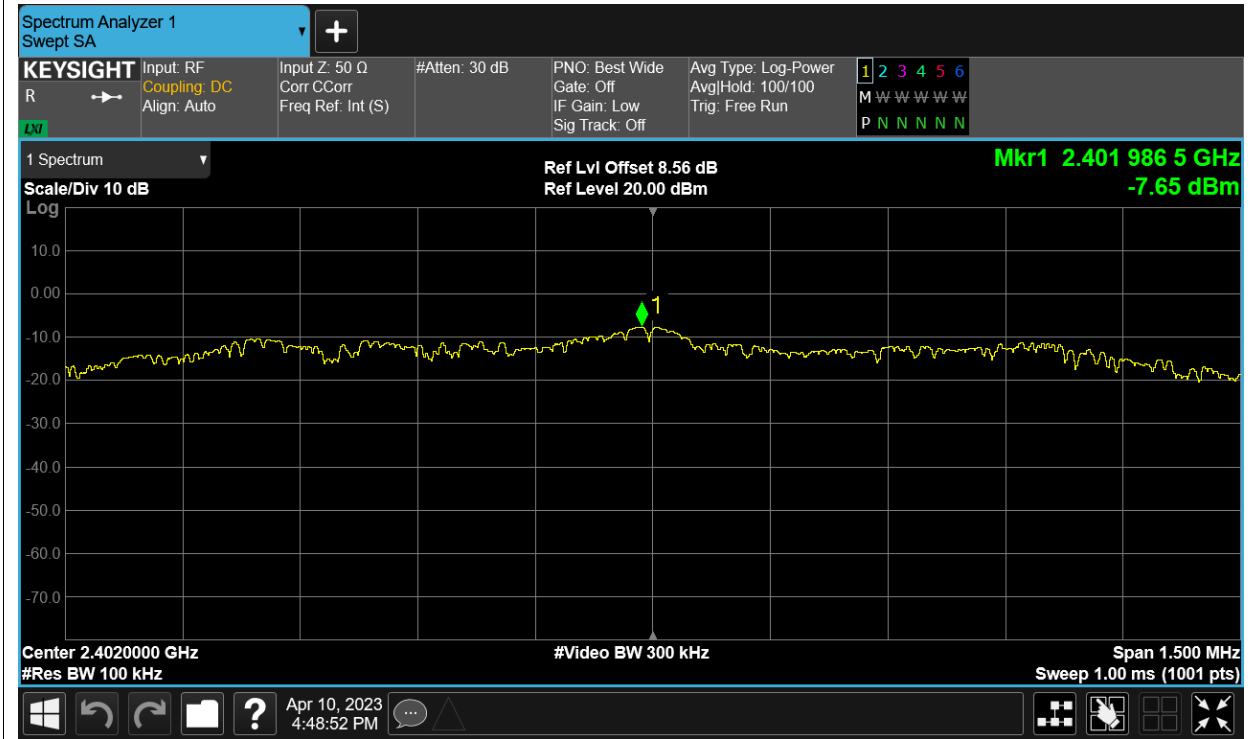 Spectrum Analyzer 1
Swept SA
+
KEYSIGHT
R
LXI
Input: RF
Coupling: DC
Align: Auto
Input Z: 50 Ω
Corr CCorr
Freq Ref: Int (S)
#Atten: 30 dB
PNO: Best Wide
Gate: Off
IF Gain: Low
Sig Track: Off
Avg Type: Log-Power
Avg|Hold: 100/100
Trig: Free Run
1 2 3 4 5 6
M W W W W W
P N N N N N
1 Spectrum
Scale/Div 10 dB
Log
Ref Lvl Offset 8.56 dB
Ref Level 20.00 dBm
Mkr1 2.401 986 5 GHz
-7.65 dBm
10.0
0.00
-10.0
-20.0
-30.0
-40.0
-50.0
-60.0
-70.0
1
Center 2.4020000 GHz
#Res BW 100 kHz
#Video BW 300 kHz
Span 1.500 MHz
Sweep 1.00 ms (1001 pts)
?
Apr 10, 2023
4:48:52 PM